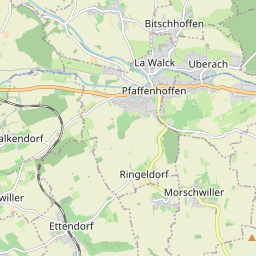 Bitschhoffen
La Walck
Uberach
Pfaffenhoffen
alkendorf
Ringeldorf
Morschwiller
willer
Ettendorf